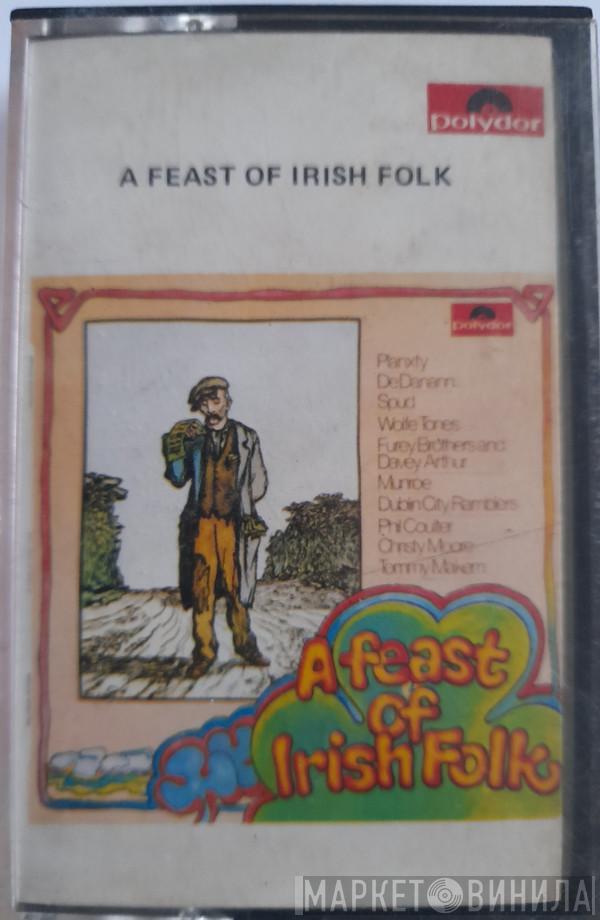 polydor
A FEAST OF IRISH FOLK
polydor
Planxty
De Danann
Spud
Wolfe Tones
Furey Brothers and
Davey Arthur
Munroe
Dublin City Ramblers
Phil Coulter
Christy Moore
Tommy Makem
A feast
of
Irish Folk
МАРКЕТ ВИНИЛА